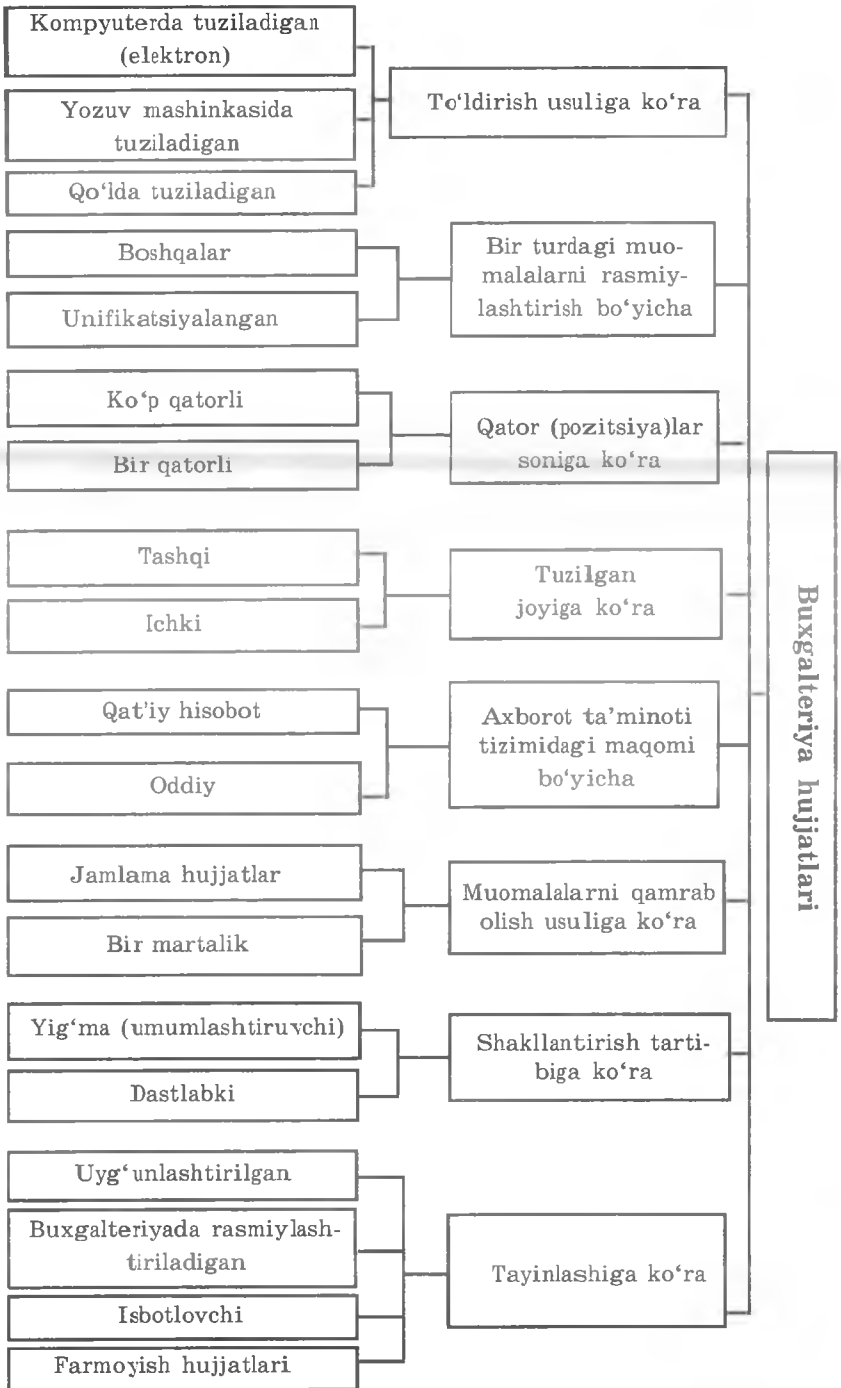 Kompyuterda tuziladigan
(elektron)
Yozuv mashinkasida
tuziladigan
Qo‘lda tuziladigan
To‘ldirish usuliga ko‘ra
Boshqalar
Unifikatsiyalangan
Bir turdagi muo-
malalarni rasmiy-
lashtirish bo‘yicha
Ko‘p qatorli
Bir qatorli
Qator (pozitsiya)lar
soniga ko‘ra
Tashqi
Ichki
Tuzilgan
joyiga ko‘ra
Qat’iy hisobot
Oddiy
Axborot ta’minoti
tizimidagi maqomi
bo‘yicha
Jamlama hujjatlar
Bir martalik
Muomalalarni qamrab
olish usuliga ko‘ra
Yig‘ma (umumlashtiruvchi)
Dastlabki
Shakllantirish tarti-
biga ko‘ra
Uyg‘unlashtirilgan
Buxgalteriyada rasmiylash-
tiriladigan
Isbotlovchi
Farmoyish hujjatlari
Tayinlashiga ko‘ra
Buxgalteriya hujjatlari